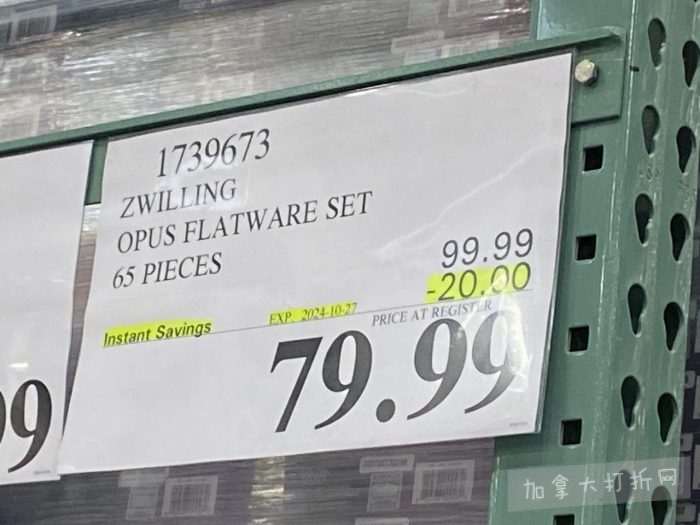 1739673
ZWILLING
OPUS FLATWARE SET
65 PIECES
99.99
-20.00
Instant Savings
EXP. 2024-10-27
PRICE AT REGISTER
79.99
99
加拿大打折网